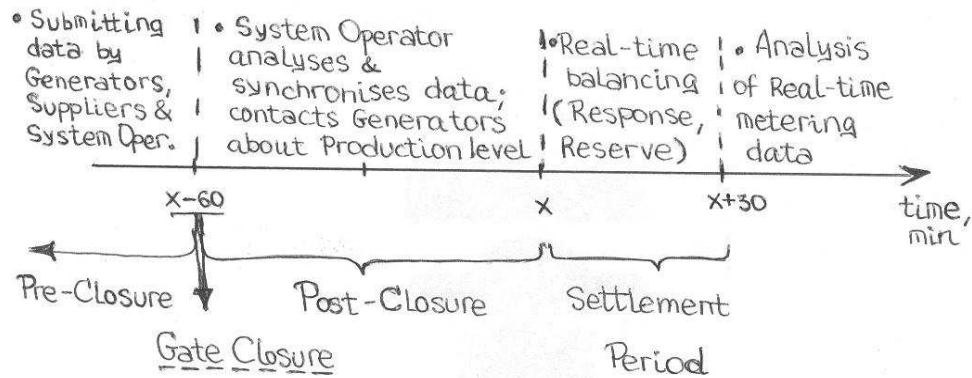 • Submitting
data by
Generators,
Suppliers &
System Oper.
• System Operator
analyses &
synchronises data;
contacts Generators
about Production level
• Real-time
balancing
(Response,
Reserve)
• Analysis
of Real-time
metering
data
x-60
x
x+30
time,
min
Pre-Closure
Post-Closure
Settlement
Period
Gate Closure